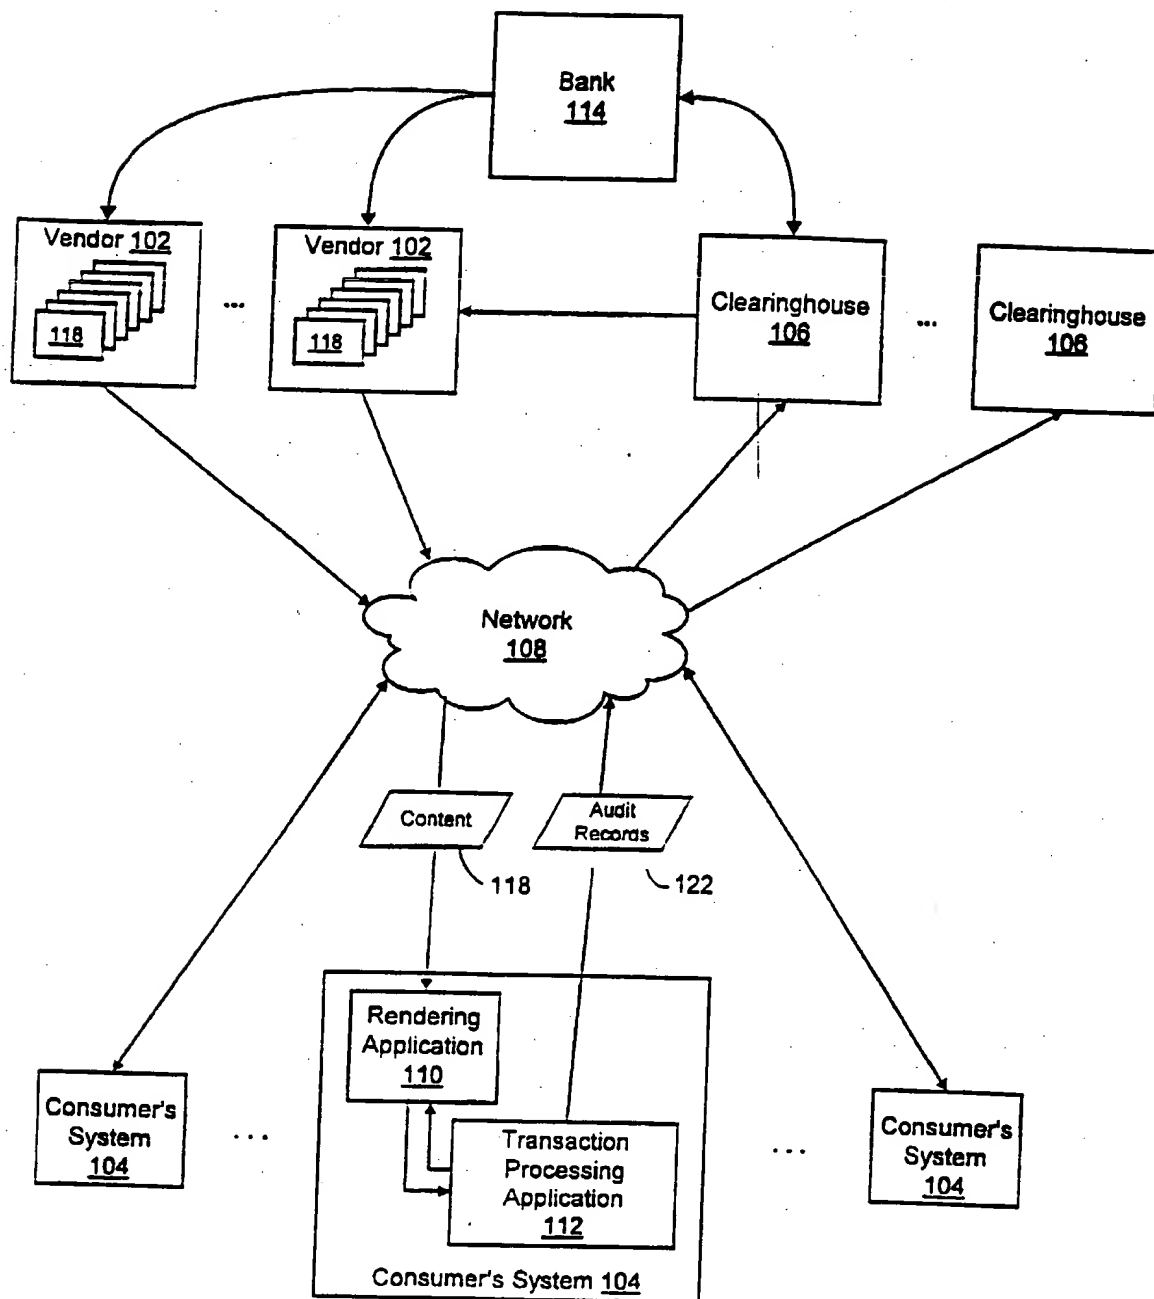 Bank
114
Vendor 102
118
...
Vendor 102
118
Clearinghouse
106
...
Clearinghouse
106
Network
108
Content
118
Audit
Records
122
Rendering
Application
110
Consumer's
System
104
...
Transaction
Processing
Application
112
Consumer's System 104
...
Consumer's
System
104